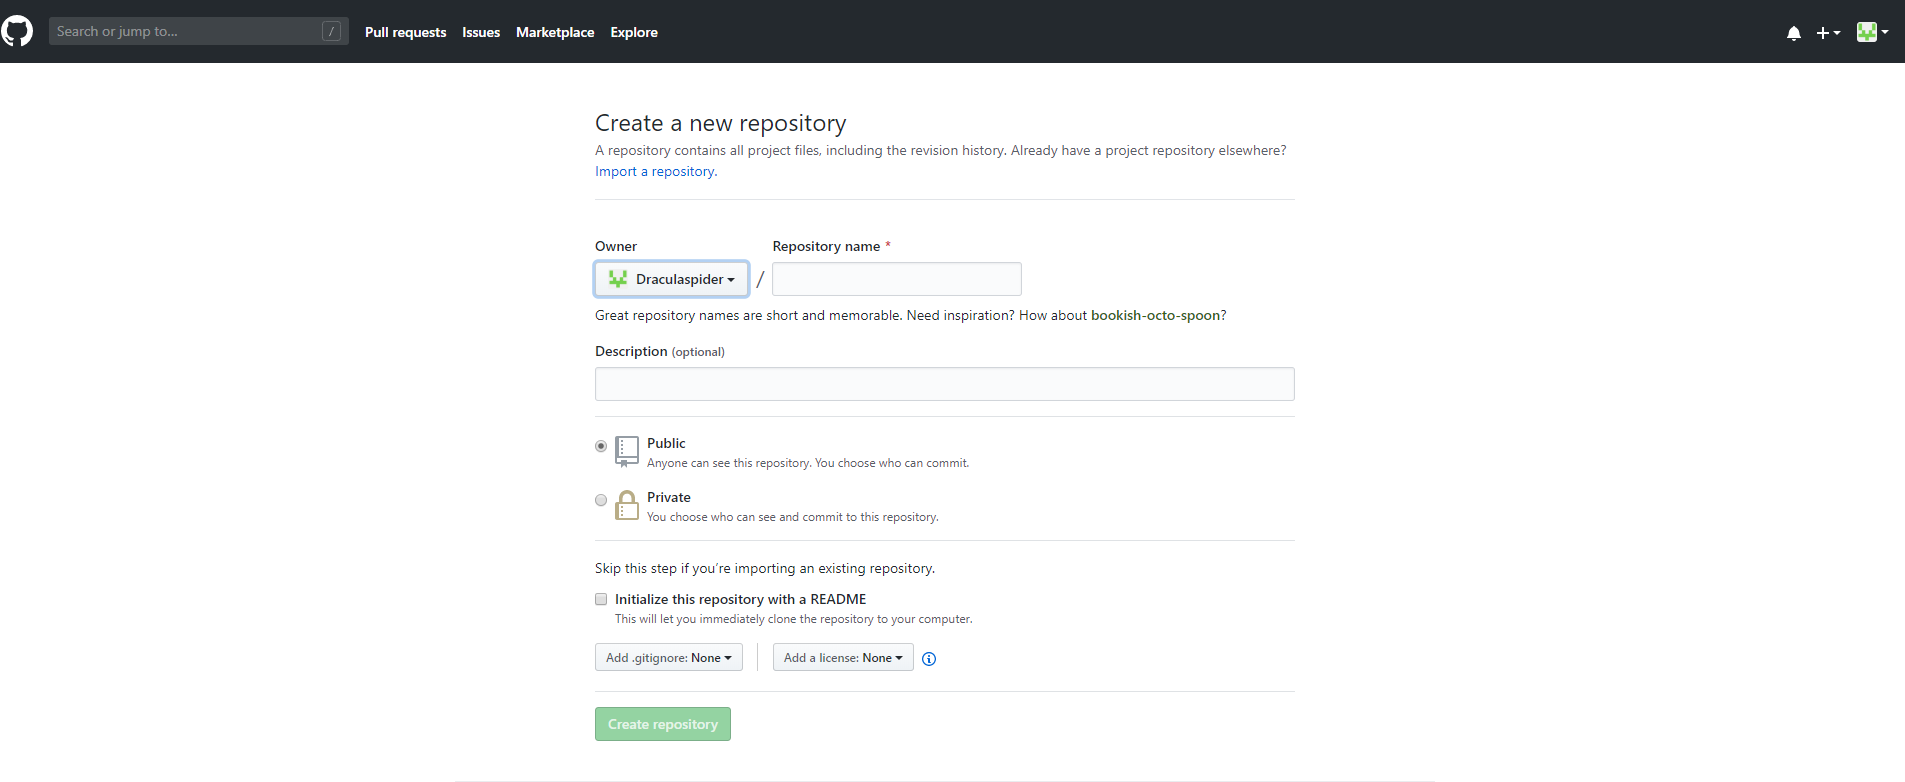 Search or jump to... /
Pull requests Issues Marketplace Explore
Create a new repository
A repository contains all project files, including the revision history. Already have a project repository elsewhere?
Import a repository.
Owner Repository name *
Draculaspider /
Great repository names are short and memorable. Need inspiration? How about bookish-octo-spoon?
Description (optional)
Public
Anyone can see this repository. You choose who can commit.
Private
You choose who can see and commit to this repository.
Skip this step if you’re importing an existing repository.
Initialize this repository with a README
This will let you immediately clone the repository to your computer.
Add .gitignore: None Add a license: None
Create repository